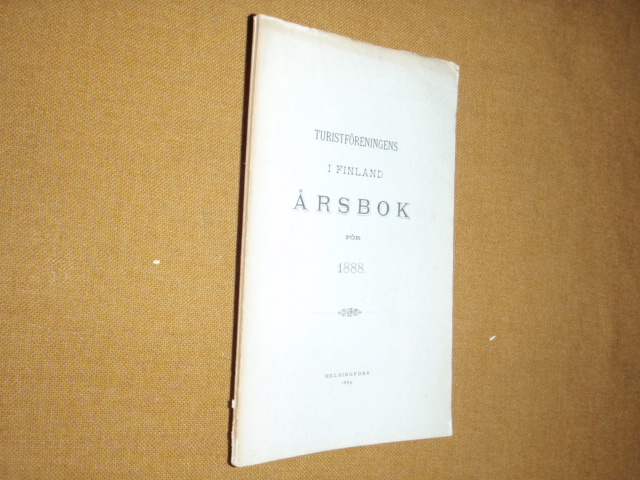 TURISTFÖRENINGENS
I FINLAND
ÅRSBOK
FÖR
1888.
HELSINGFORS